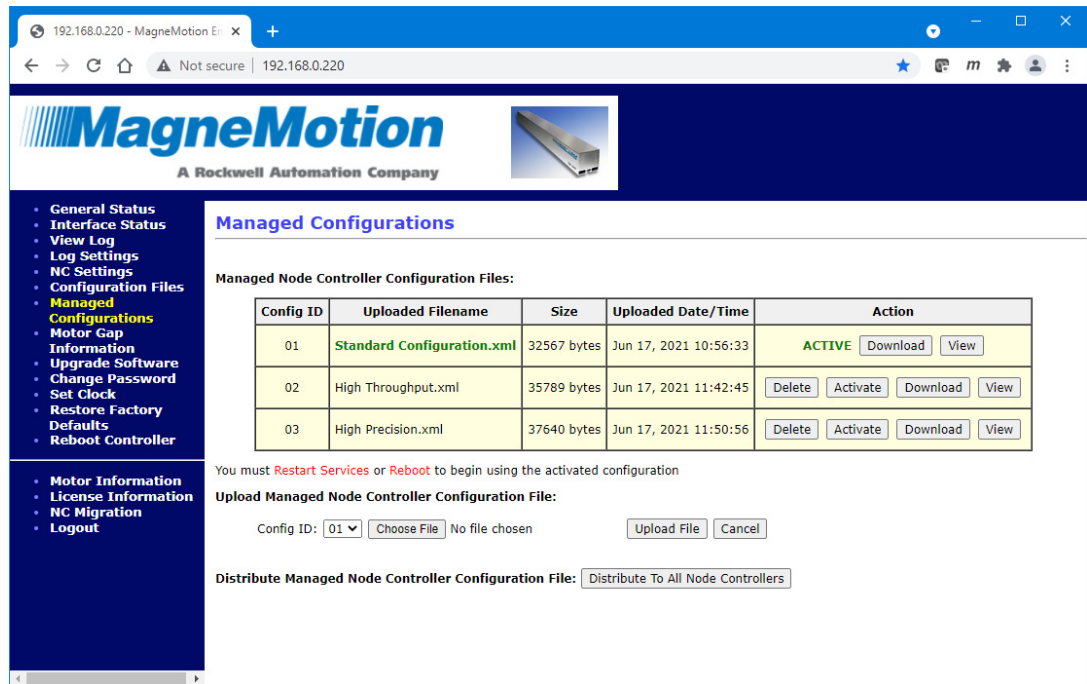 192.168.0.220 - MagneMotion En
Not secure | 192.168.0.220
MagneMotion
A Rockwell Automation Company
General Status
Interface Status
View Log
Log Settings
NC Settings
Configuration Files
Managed
Configurations
Motor Gap
Information
Upgrade Software
Change Password
Set Clock
Restore Factory
Defaults
Reboot Controller
Motor Information
License Information
NC Migration
Logout
Managed Configurations
Managed Node Controller Configuration Files:
Config ID Uploaded Filename Size Uploaded Date/Time Action
01 Standard Configuration.xml 32567 bytes Jun 17, 2021 10:56:33 ACTIVE Download View
02 High Throughput.xml 35789 bytes Jun 17, 2021 11:42:45 Delete Activate Download View
03 High Precision.xml 37640 bytes Jun 17, 2021 11:50:56 Delete Activate Download View
You must Restart Services or Reboot to begin using the activated configuration
Upload Managed Node Controller Configuration File:
Config ID: 01 Choose File No file chosen Upload File Cancel
Distribute Managed Node Controller Configuration File: Distribute To All Node Controllers